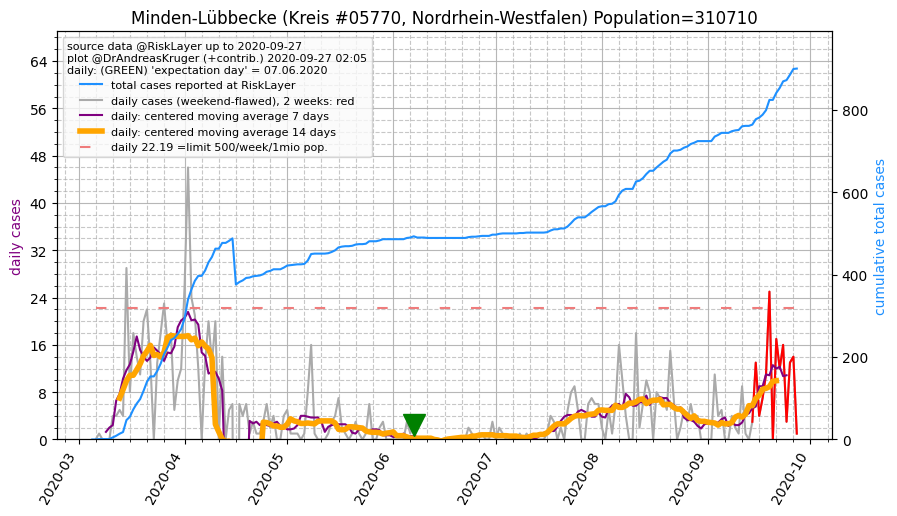 Minden-Lübbecke (Kreis #05770, Nordrhein-Westfalen) Population=310710
source data @RiskLayer up to 2020-09-27
plot @DrAndreasKruger (+contrib.) 2020-09-27 02:05
daily: (GREEN) 'expectation day' = 07.06.2020
total cases reported at RiskLayer
daily cases (weekend-flawed), 2 weeks: red
daily: centered moving average 7 days
daily: centered moving average 14 days
daily 22.19 =limit 500/week/1mio pop.
daily cases
64
56
48
40
32
24
16
8
0
cumulative total cases
800
600
400
200
0
2020-03
2020-04
2020-05
2020-06
2020-07
2020-08
2020-09
2020-10